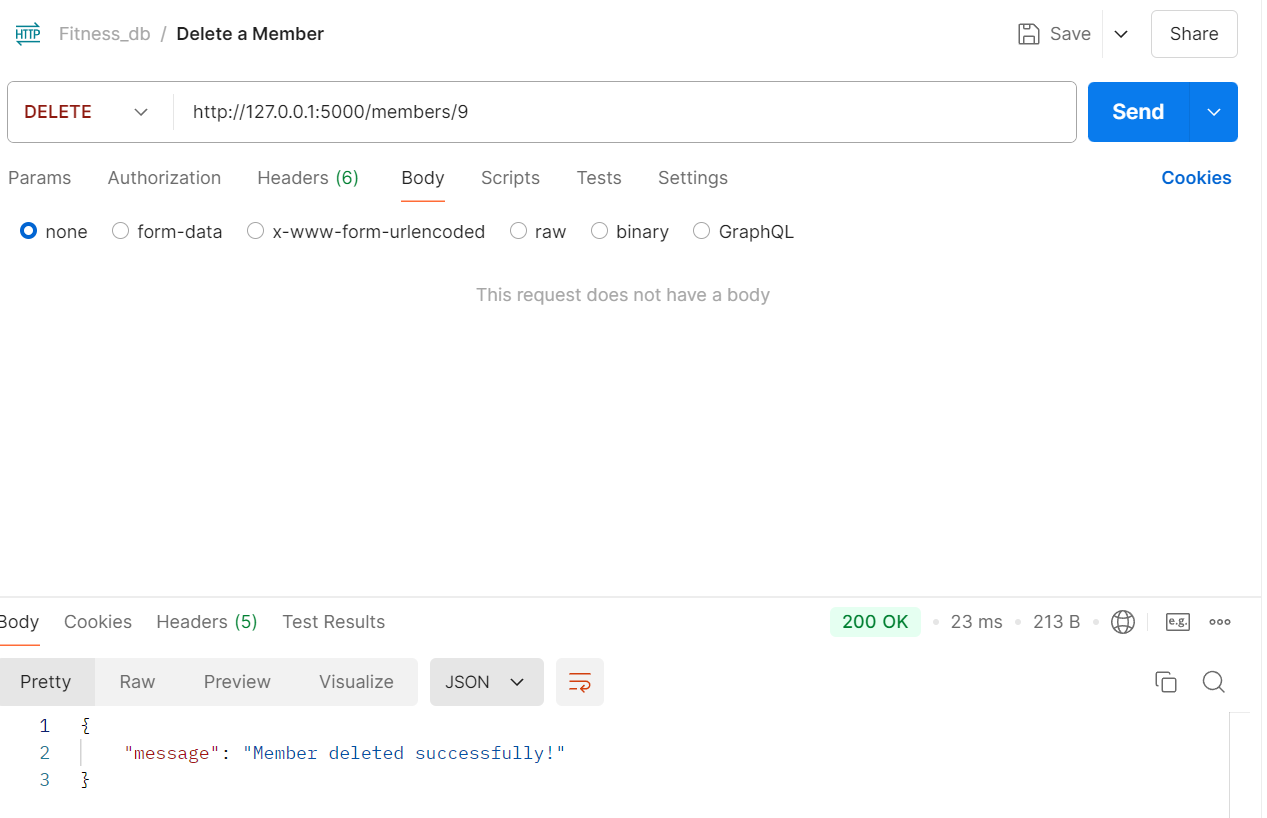 HTTP Fitness_db / Delete a Member Save Share
DELETE http://127.0.0.1:5000/members/9 Send
Params Authorization Headers (6) Body Scripts Tests Settings Cookies
none form-data x-www-form-urlencoded raw binary GraphQL
This request does not have a body
Body Cookies Headers (5) Test Results 200 OK • 23 ms • 213 B • e.g.
Pretty Raw Preview Visualize JSON
1 {
2 "message": "Member deleted successfully!"
3 }